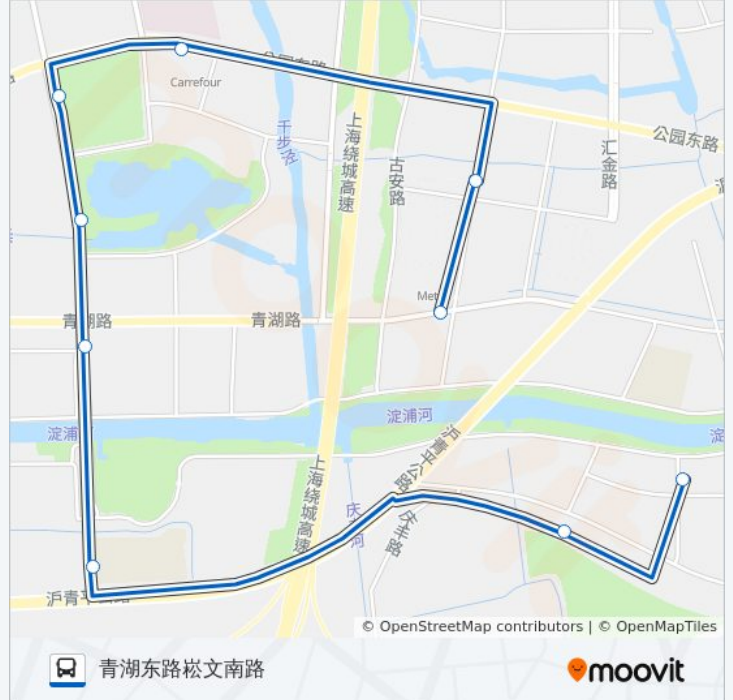 公园东路
Carrefour
千步泾
上海绕城高速
古安路
汇金路
公园东路
Met
青湖路
青湖路
淀浦
淀浦河
沪青平公路
上海绕城高速
庆
河
庆丰路
沪青平公路
© OpenStreetMap contributors | © OpenMapTiles
青湖东路崧文南路
moovit